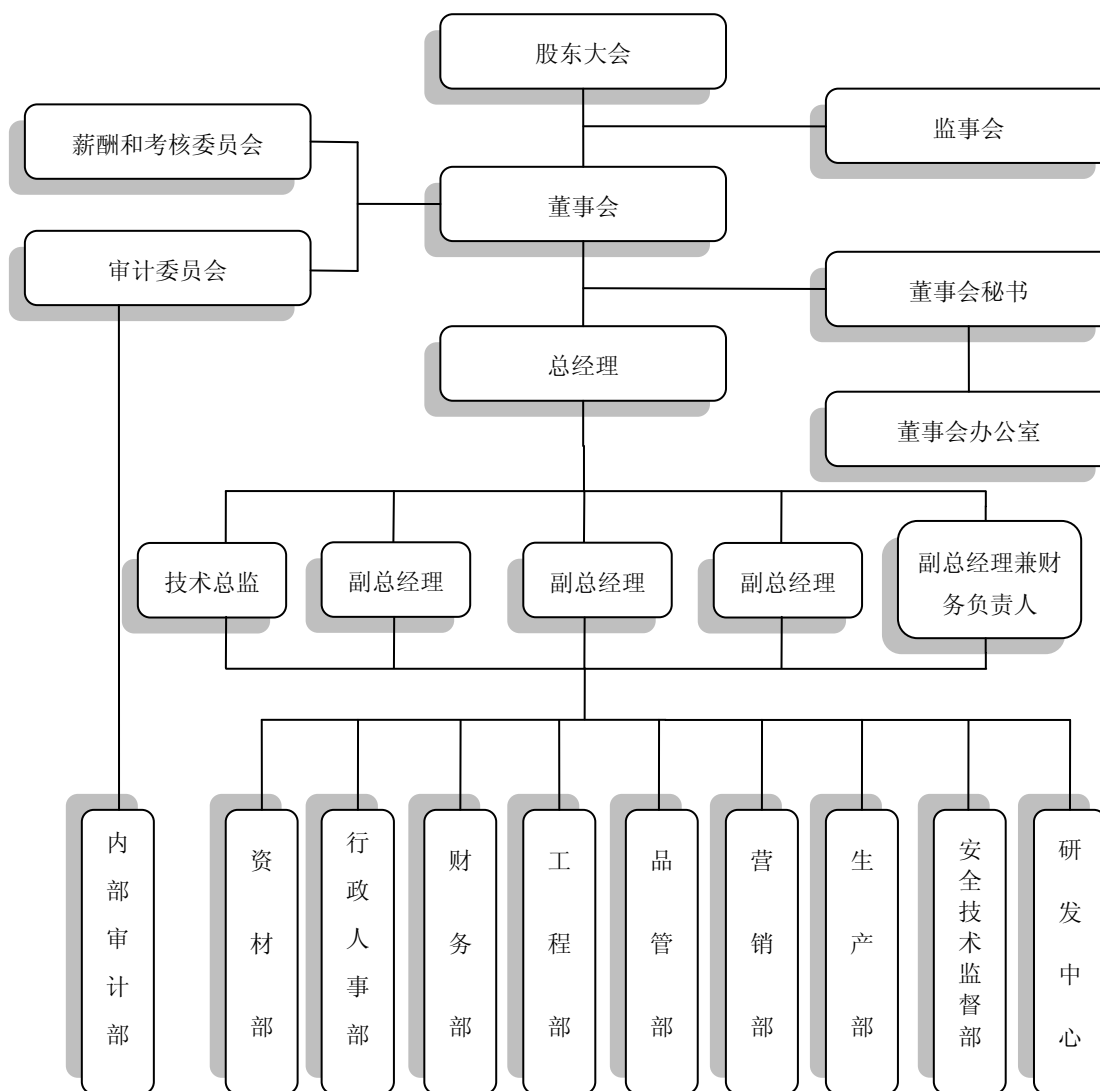 股东大会
监事会
薪酬和考核委员会
董事会
审计委员会
董事会秘书
总经理
董事会办公室
技术总监
副总经理
副总经理
副总经理
副总经理兼财
务负责人
内部审计部
资材部
行政人事部
财务部
工程部
品管部
营销部
生产部
安全技术监督部
研发中心